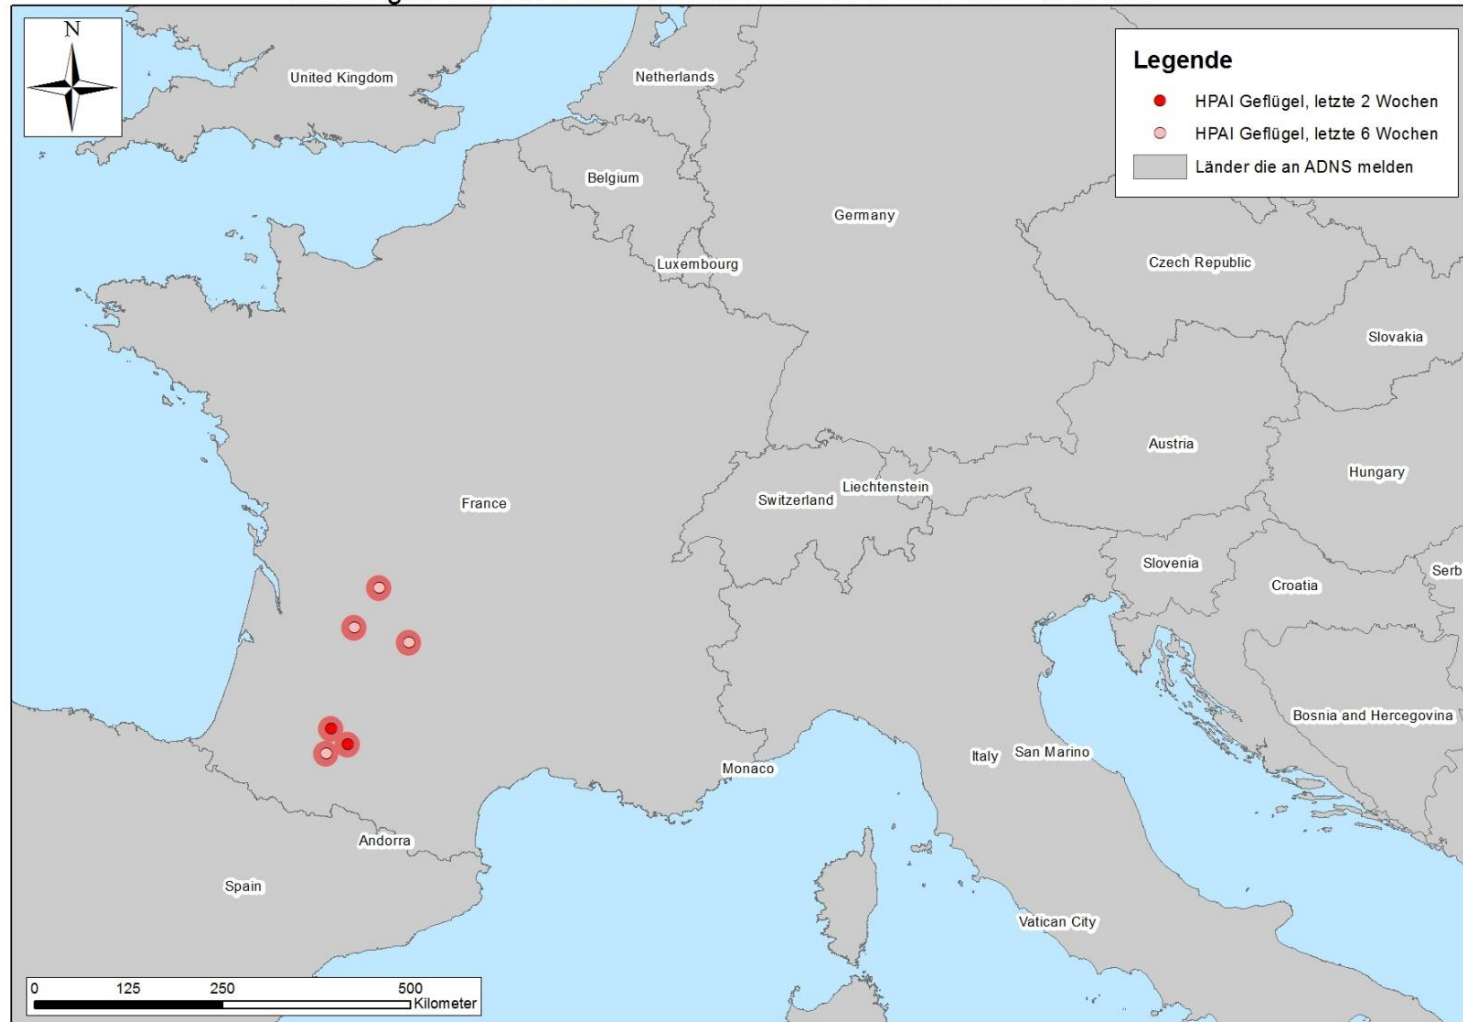 N
Legende
HPAI Geflügel, letzte 2 Wochen
HPAI Geflügel, letzte 6 Wochen
Länder die an ADNS melden
United Kingdom
Netherlands
Belgium
Germany
Luxembourg
Czech Republic
Slovakia
Austria
Hungary
Liechtenstein
Switzerland
France
Slovenia
Croatia
Serb
Bosnia and Hercegovina
Italy
San Marino
Monaco
Andorra
Spain
Vatican City
0 125 250 500
Kilometer